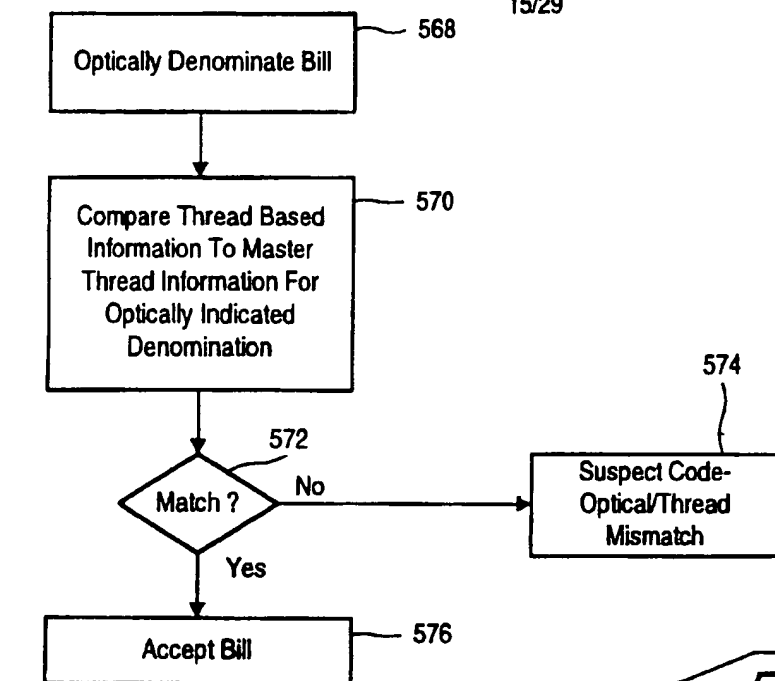 15/29
568
Optically Denominate Bill
570
Compare Thread Based
Information To Master
Thread Information For
Optically Indicated
Denomination
574
572
Match ?
No
Suspect Code-
Optical/Thread
Mismatch
Yes
576
Accept Bill